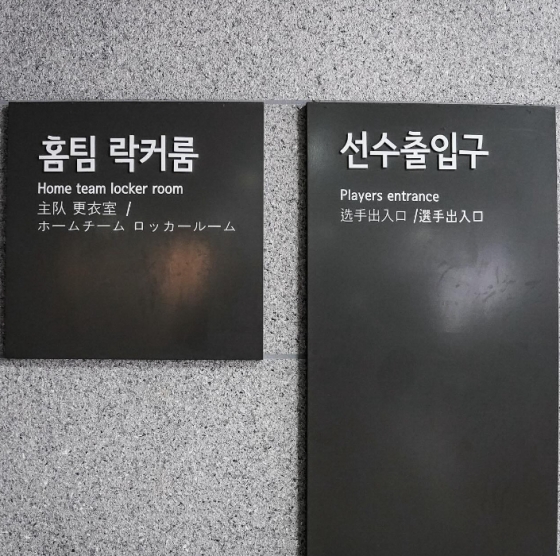 홈팀 락커룸
Home team locker room
主队 更衣室 /
ホームチーム ロッカールーム
선수출입구
Players entrance
选手出入口 /選手出入口